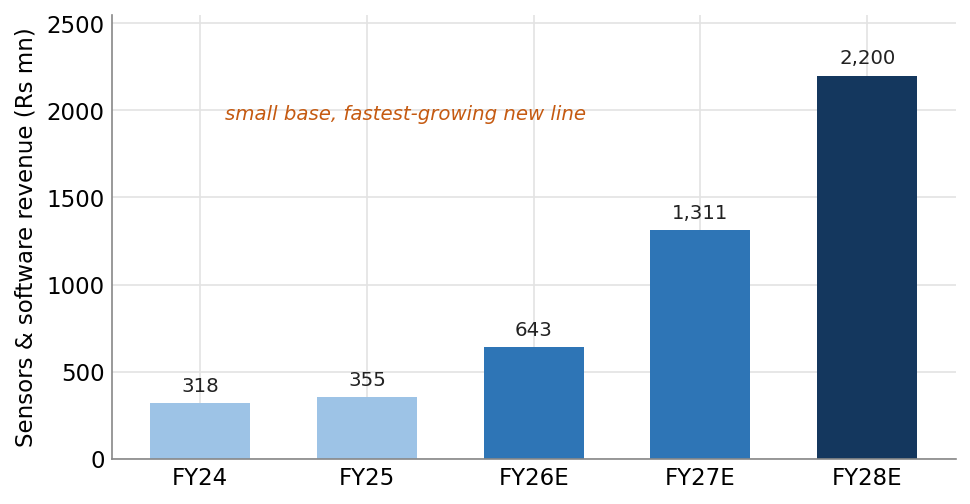 Sensors & software revenue (Rs mn)
2500
2000
1500
1000
500
0
small base, fastest-growing new line
318
355
643
1,311
2,200
FY24
FY25
FY26E
FY27E
FY28E